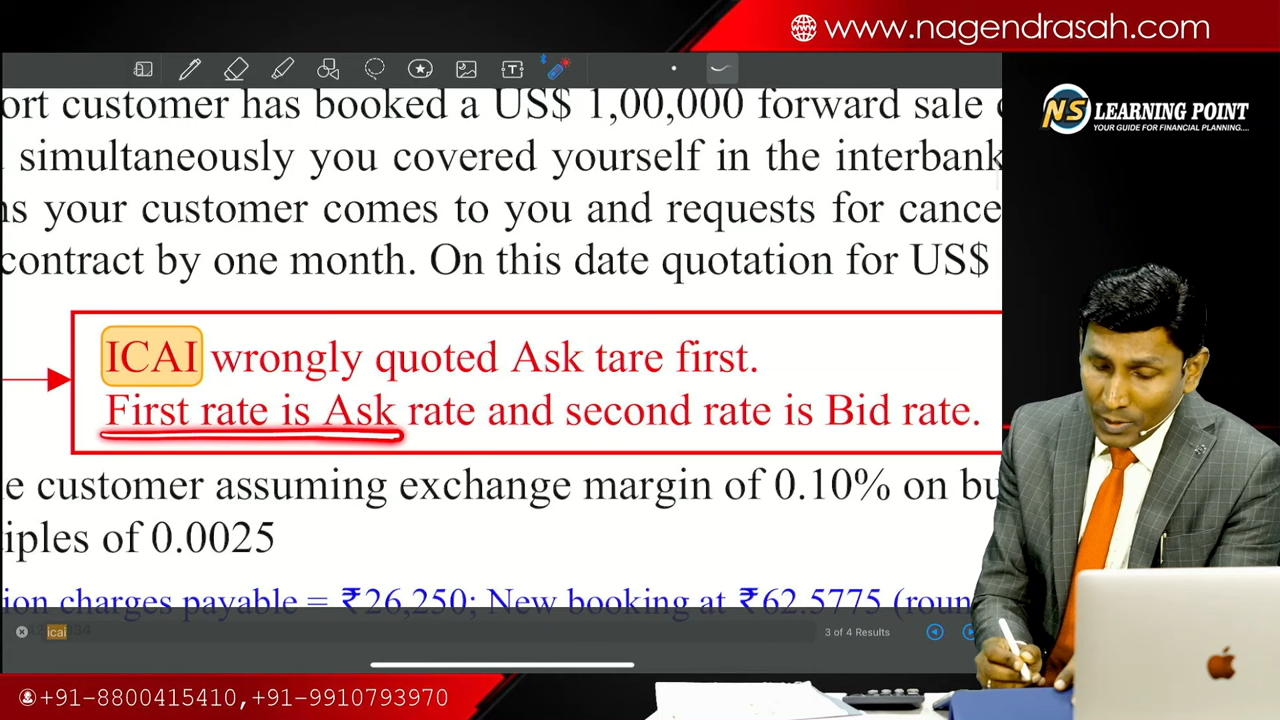 www.nagendrasah.com
NS LEARNING POINT
YOUR GUIDE FOR FINANCIAL PLANNING....
ort customer has booked a US$ 1,00,000 forward sale
simultaneously you covered yourself in the interbank
ns your customer comes to you and requests for cance
contract by one month. On this date quotation for US$
ICAI wrongly quoted Ask tare first.
First rate is Ask rate and second rate is Bid rate.
e customer assuming exchange margin of 0.10% on bu
iples of 0.0025
ion charges payable = ₹26,250; New booking at ₹62.5775 (roun
icai
3 of 4 Results
+91-8800415410,+91-9910793970